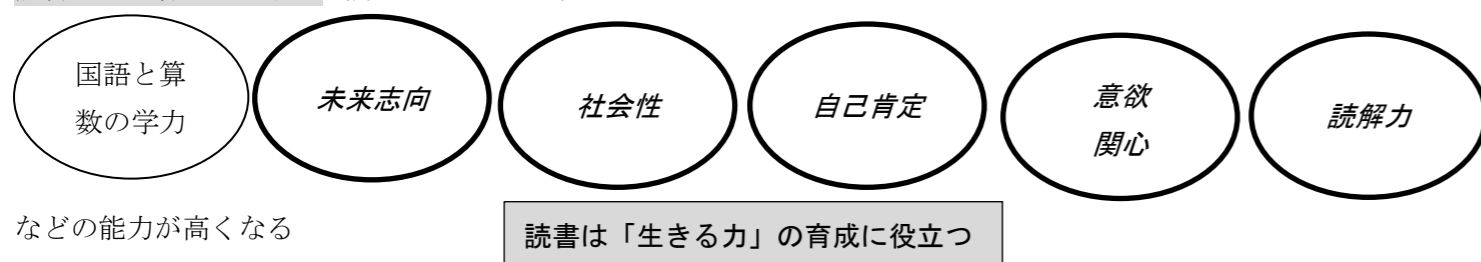 国語と算
数の学力
未来志向
社会性
自己肯定
意欲
関心
読解力
などの能力が高くなる
読書は「生きる力」の育成に役立つ